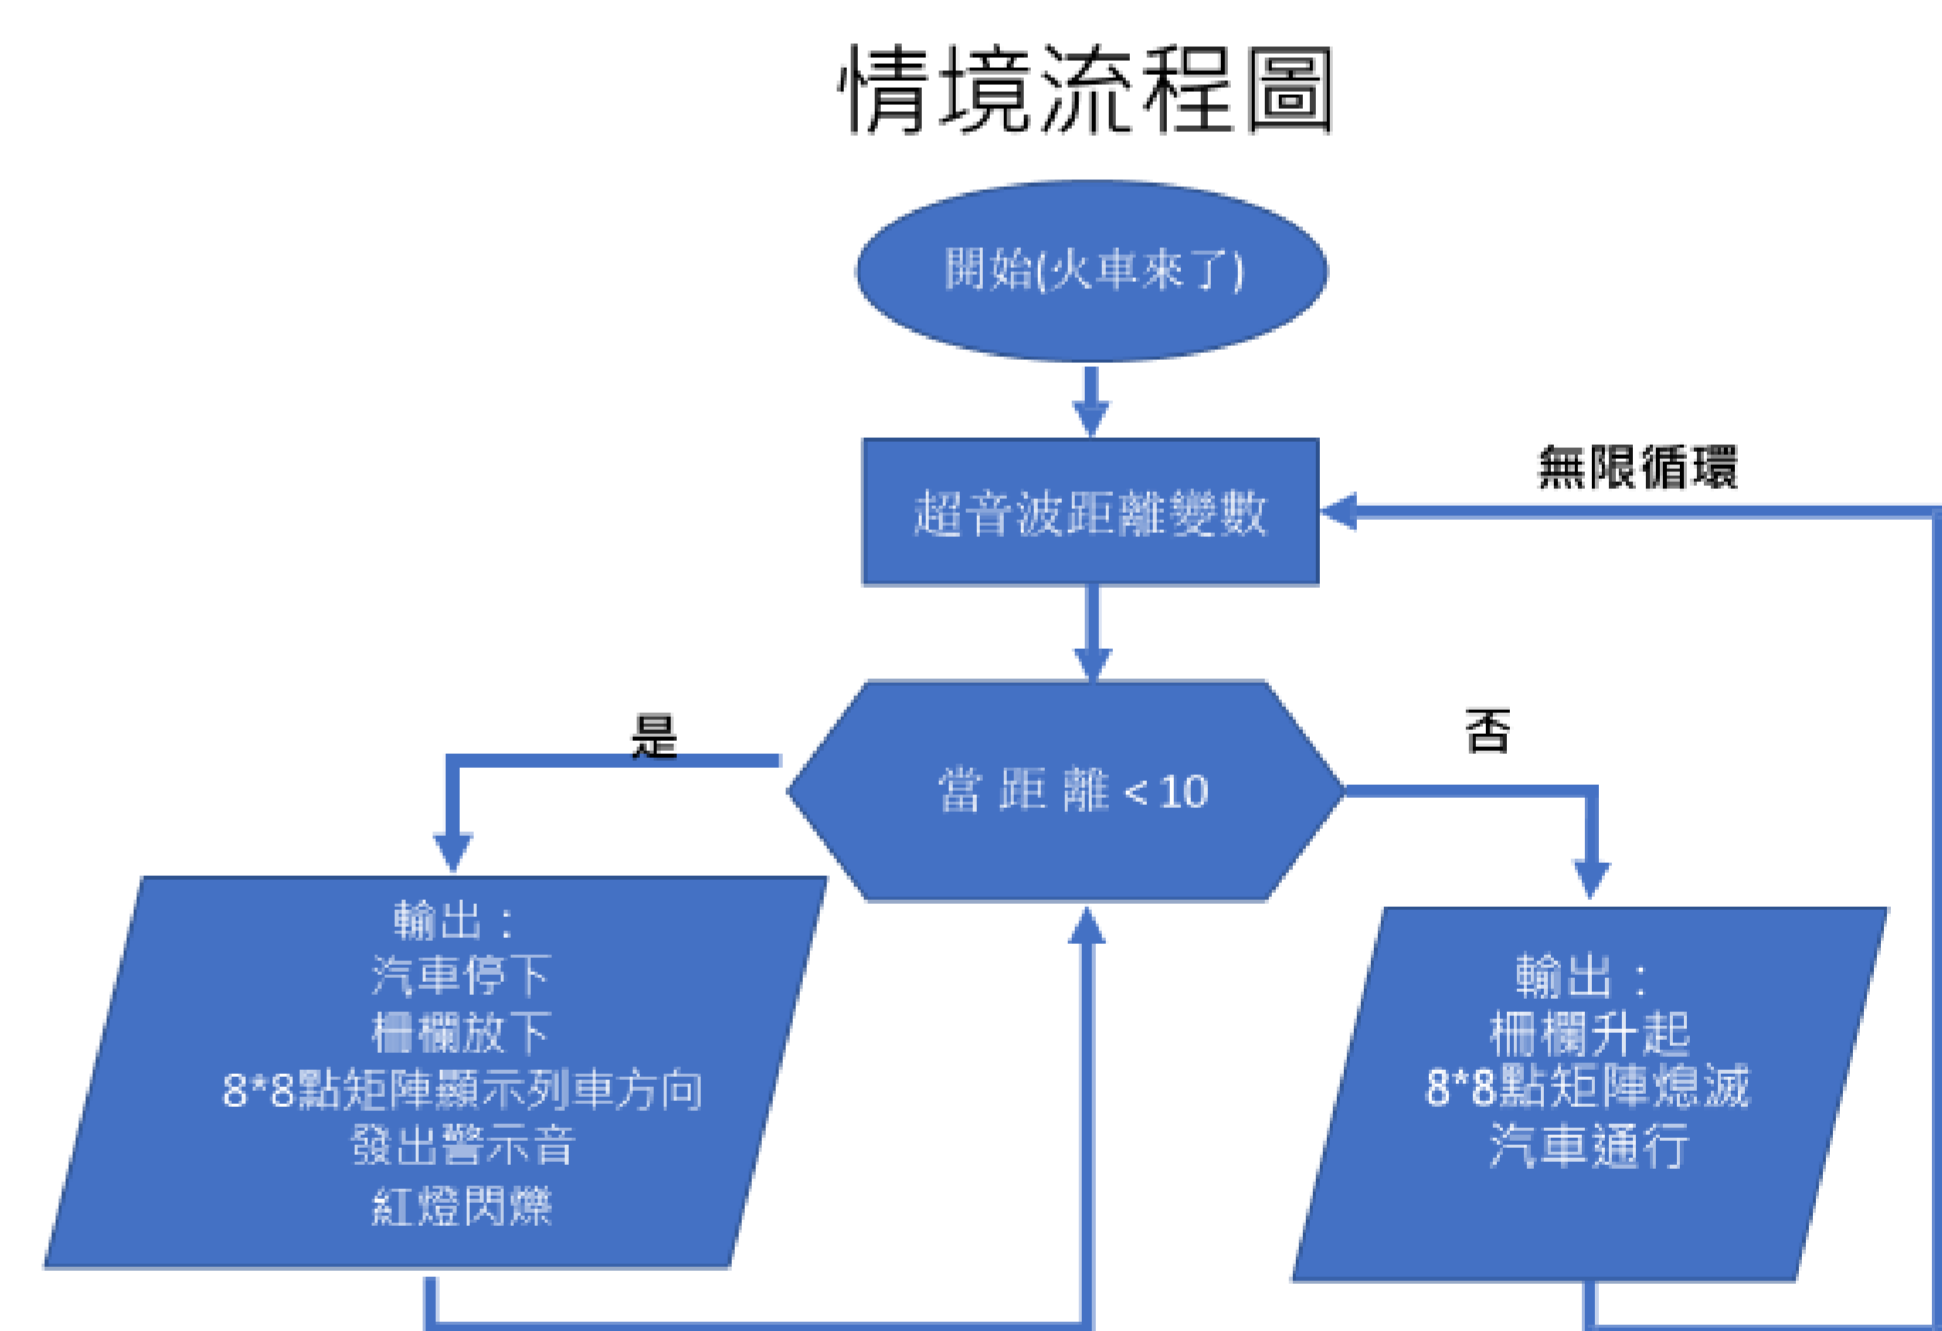 情境流程圖
開始(火車來了)
無限循環
超音波距離變數
是
否
當 距 離 < 10
輸出：
汽車停下
柵欄放下
8*8點矩陣顯示列車方向
發出警示音
紅燈閃爍
輸出：
柵欄升起
8*8點矩陣熄滅
汽車通行